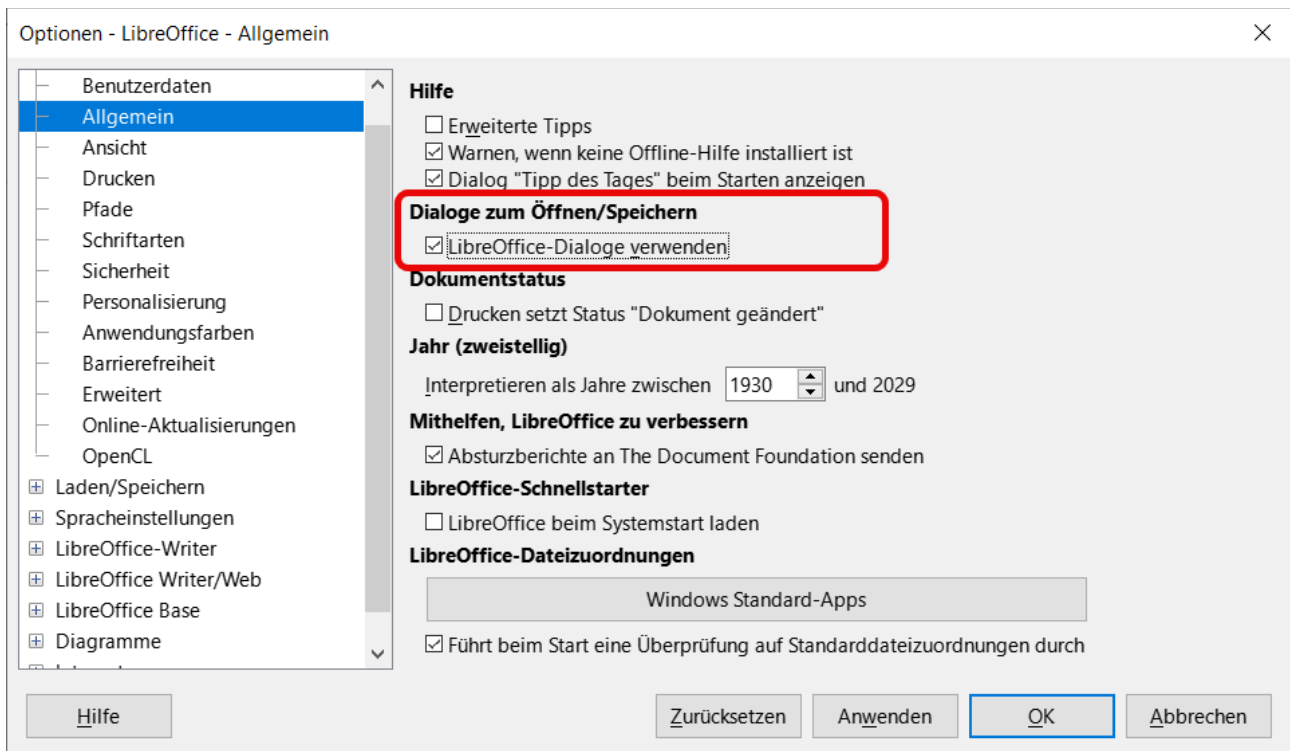 Optionen - LibreOffice - Allgemein
Benutzerdaten
Allgemein
Ansicht
Drucken
Pfade
Schriftarten
Sicherheit
Personalisierung
Anwendungsfarben
Barrierefreiheit
Erweitert
Online-Aktualisierungen
OpenCL
Laden/Speichern
Spracheinstellungen
LibreOffice-Writer
LibreOffice Writer/Web
LibreOffice Base
Diagramme
Hilfe
Erweiterte Tipps
Warnen, wenn keine Offline-Hilfe installiert ist
Dialog "Tipp des Tages" beim Starten anzeigen
Dialoge zum Öffnen/Speichern
LibreOffice-Dialoge verwenden
Dokumentstatus
Drucken setzt Status "Dokument geändert"
Jahr (zweistellig)
Interpretieren als Jahre zwischen 1930 und 2029
Mithelfen, LibreOffice zu verbessern
Absturzberichte an The Document Foundation senden
LibreOffice-Schnellstarter
LibreOffice beim Systemstart laden
LibreOffice-Dateizuordnungen
Windows Standard-Apps
Führt beim Start eine Überprüfung auf Standarddateizuordnungen durch
Hilfe Zurücksetzen Anwenden OK Abbrechen